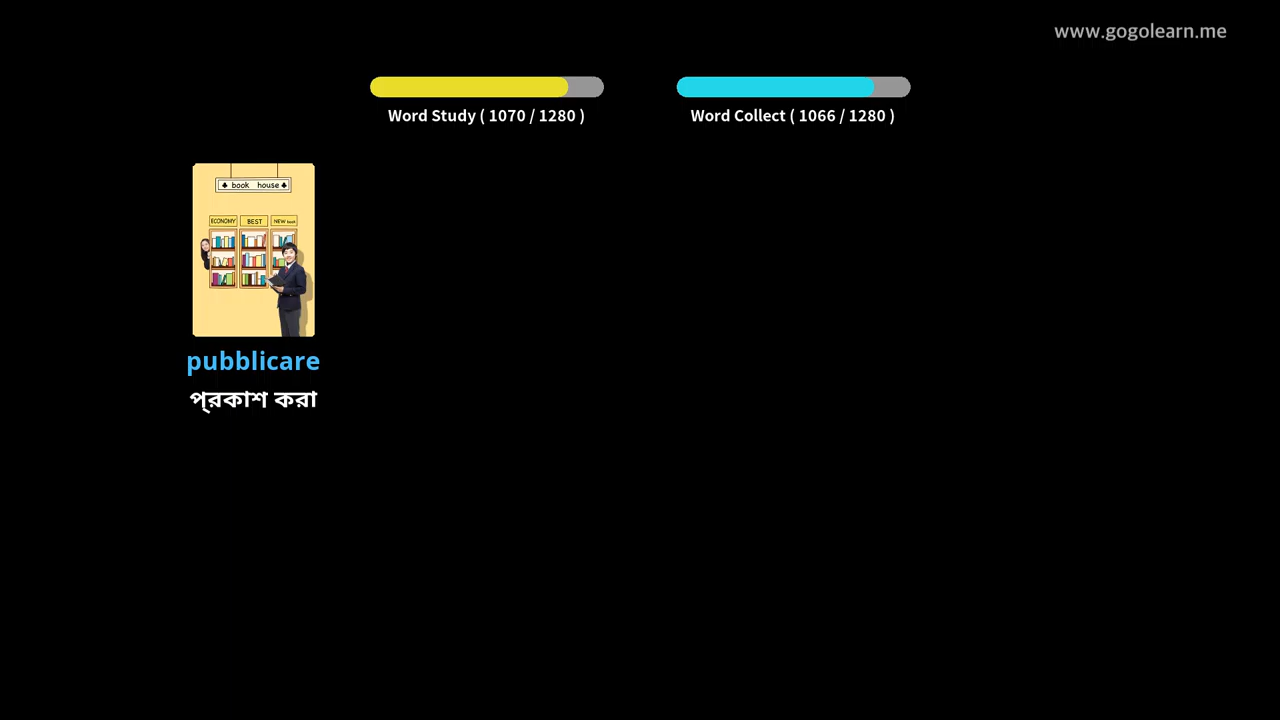 www.gogolearn.me
Word Study ( 1070 / 1280 )
Word Collect ( 1066 / 1280 )
book house
ECONOMY
BEST
NEW book
pubblicare
প্রকাশ করা